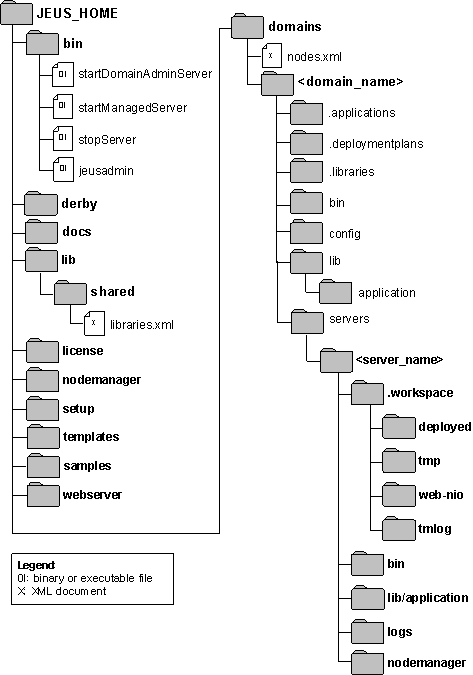 JEUS_HOME
bin
01 startDomainAdminServer
01 startManagedServer
01 stopServer
01 jeusadmin
derby
docs
lib
shared
X libraries.xml
license
nodemanager
setup
templates
samples
webserver
Legend
01: binary or executable file
X: XML document
domains
X nodes.xml
<domain_name>
.applications
.deploymentplans
.libraries
bin
config
lib
application
servers
<server_name>
.workspace
deployed
tmp
web-nio
tmlog
bin
lib/application
logs
nodemanager